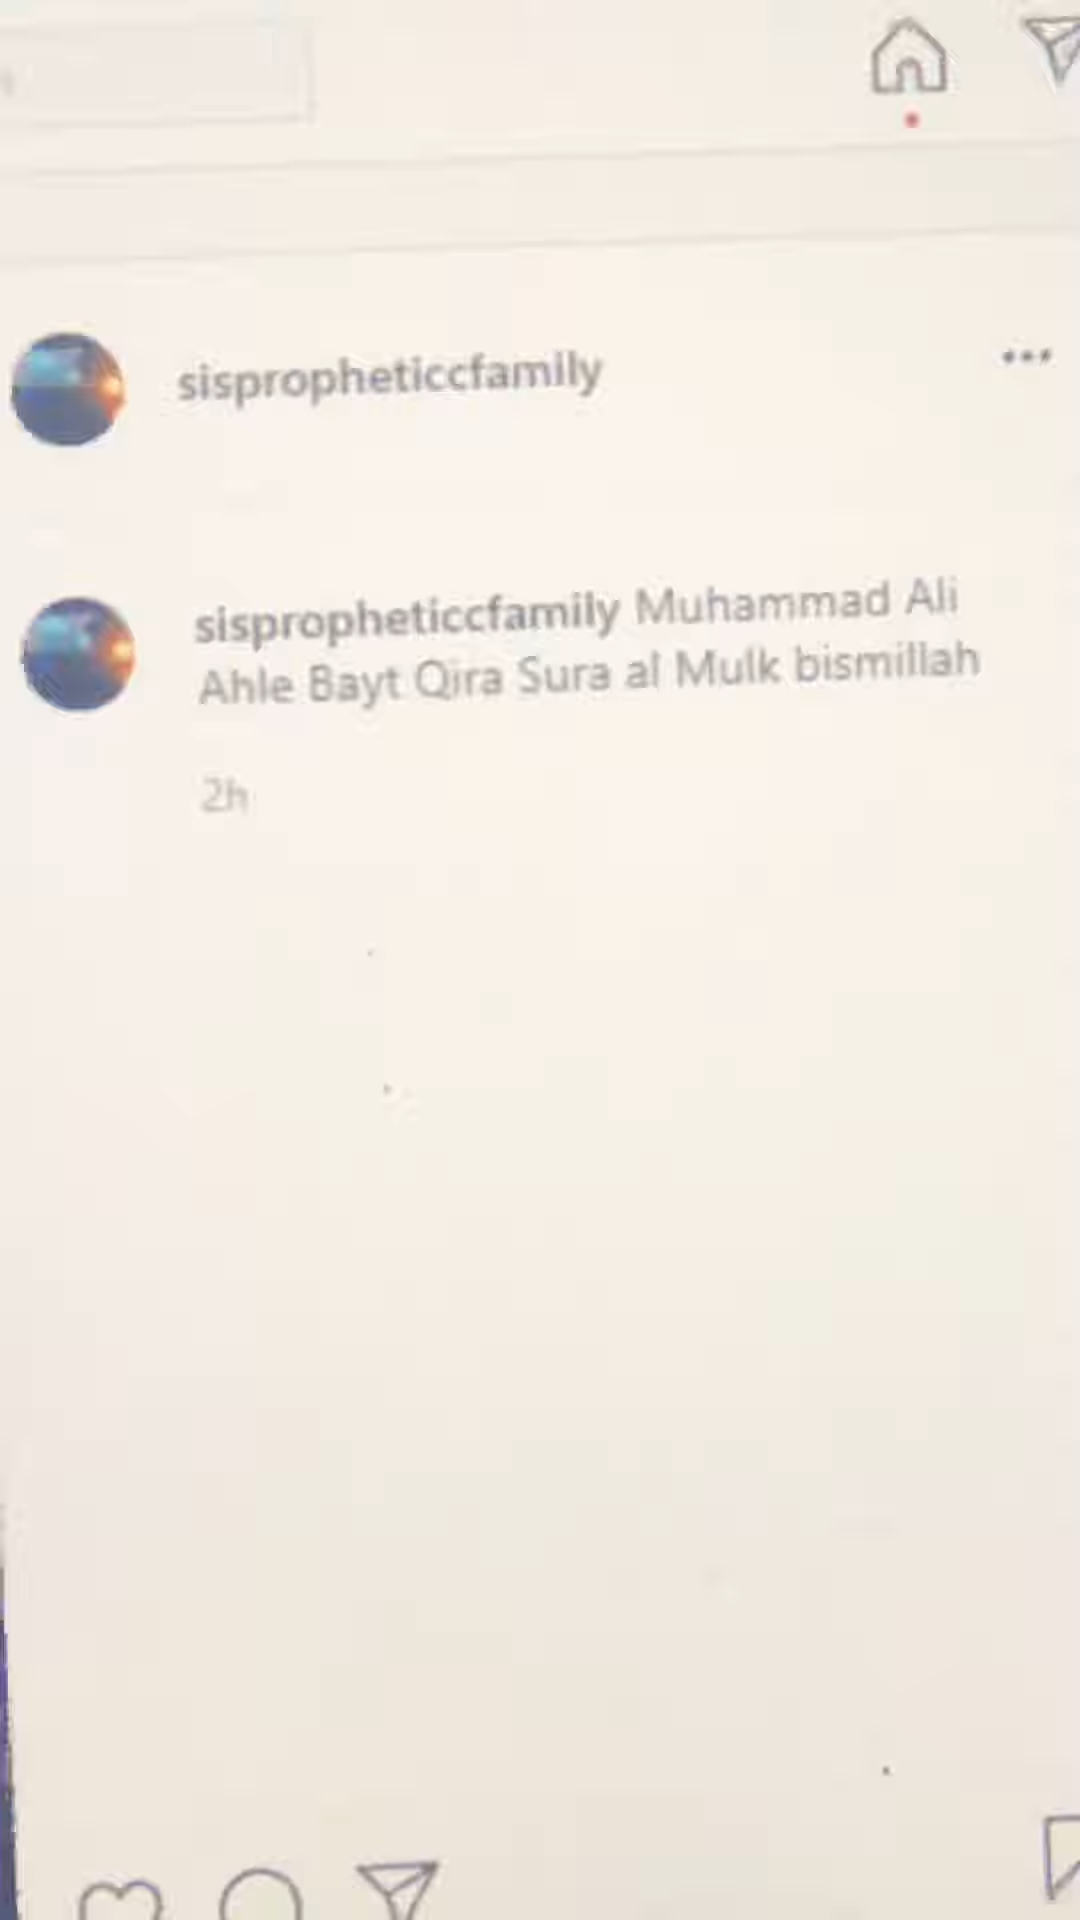 sispropheticcfamily
sispropheticcfamily Muhammad Ali
Ahle Bayt Qira Sura al Mulk bismillah
2h